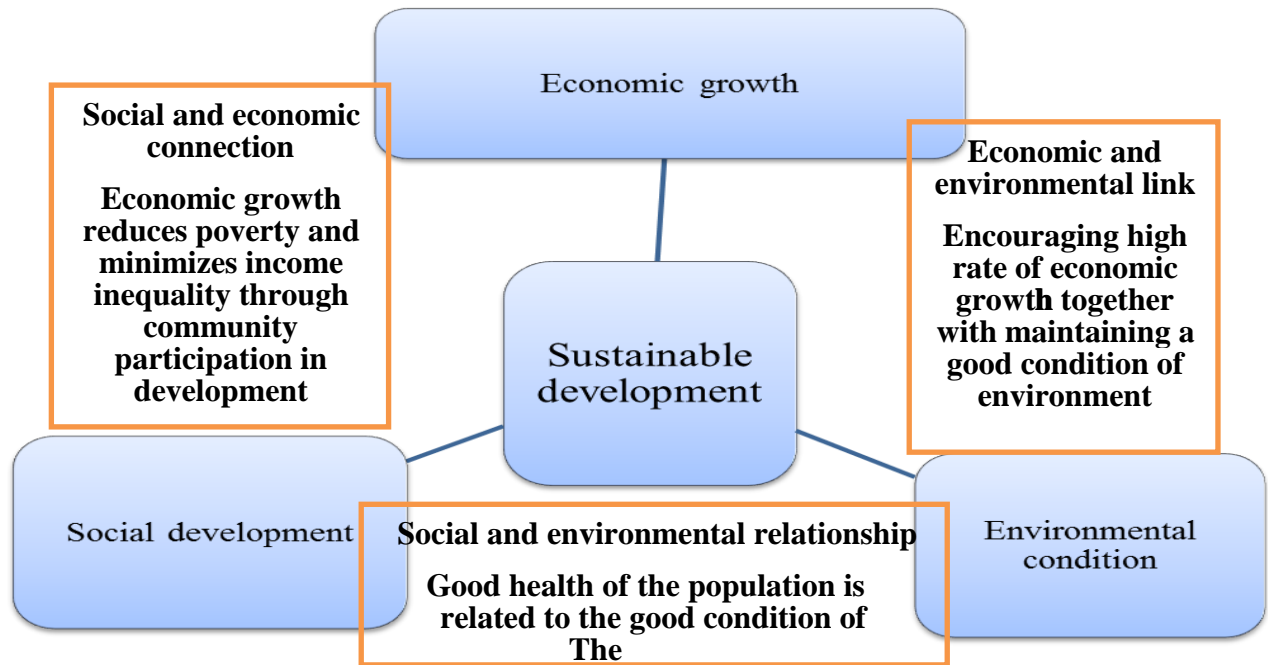 Economic growth
Social and economic
connection
Economic growth
reduces poverty and
minimizes income
inequality through
community
participation in
development
Economic and
environmental link
Encouraging high
rate of economic
growth together
with maintaining a
good condition of
environment
Sustainable
development
Social development
Social and environmental relationship
Good health of the population is
related to the good condition of
The
Environmental
condition